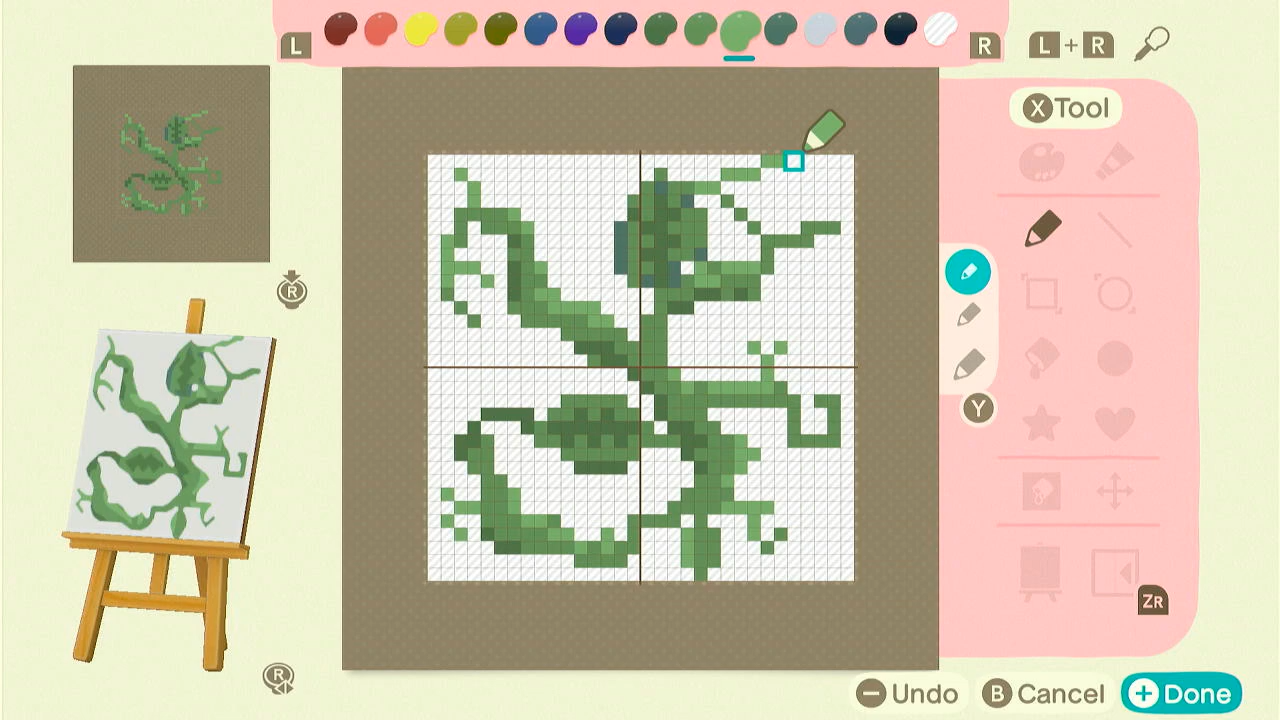 L
R
L + R
X Tool
Y
R
R
ZR
− Undo
B Cancel
+ Done